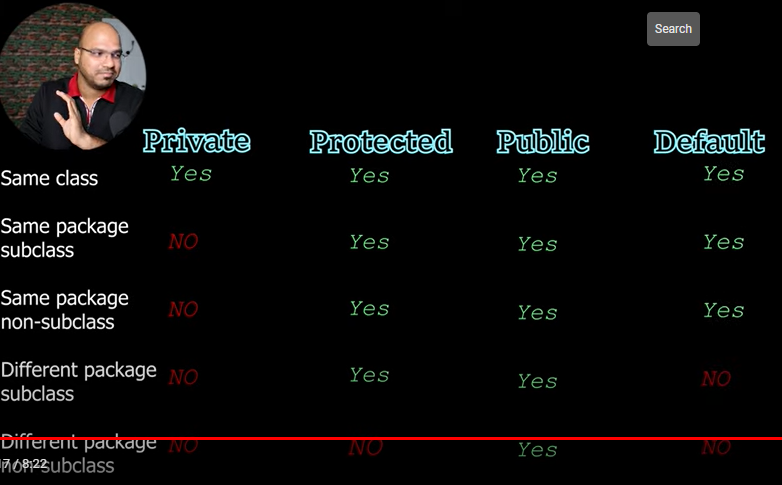 Search
Private Protected Public Default
Same class Yes Yes Yes Yes
Same package
subclass NO Yes Yes Yes
Same package
non-subclass NO Yes Yes Yes
Different package
subclass NO Yes Yes NO
Different package
non-subclass NO NO Yes NO
7 / 8:22